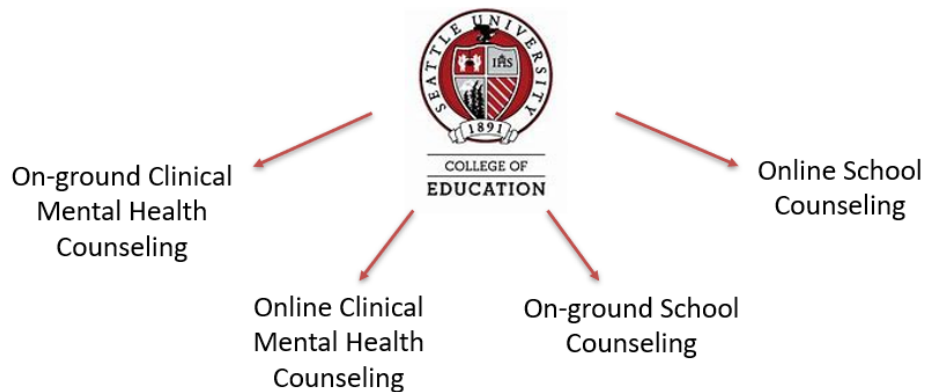 SEATTLE UNIVERSITY
IHS
1891
COLLEGE OF
EDUCATION
On-ground Clinical
Mental Health
Counseling
Online Clinical
Mental Health
Counseling
On-ground School
Counseling
Online School
Counseling